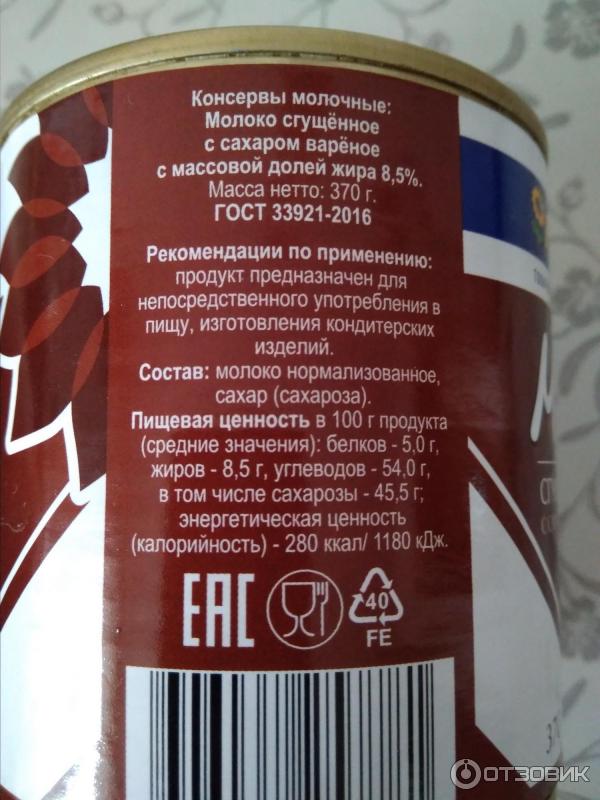 Консервы молочные:
Молоко сгущённое
с сахаром варёное
с массовой долей жира 8,5%.
Масса нетто: 370 г.
ГОСТ 33921-2016
Рекомендации по применению:
продукт предназначен для
непосредственного употребления в
пищу, изготовления кондитерских
изделий.
Состав: молоко нормализованное,
сахар (сахароза).
Пищевая ценность в 100 г продукта
(средние значения): белков - 5,0 г,
жиров - 8,5 г, углеводов - 54,0 г,
в том числе сахарозы - 45,5 г;
энергетическая ценность
(калорийность) - 280 ккал/ 1180 кДж.
EAC
40
FE
ОТЗОВИК